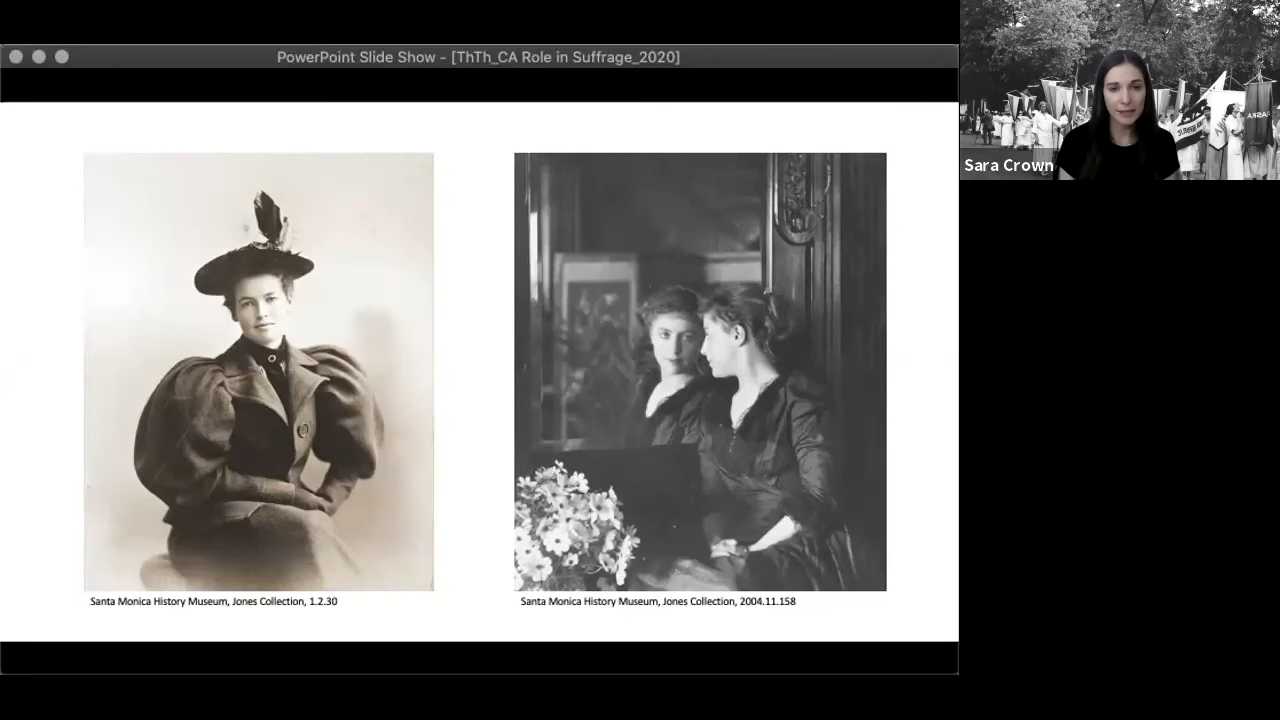 PowerPoint Slide Show - [ThTh_CA Role in Suffrage_2020]
Sara Crown
Santa Monica History Museum, Jones Collection, 1.2.30
Santa Monica History Museum, Jones Collection, 2004.11.158